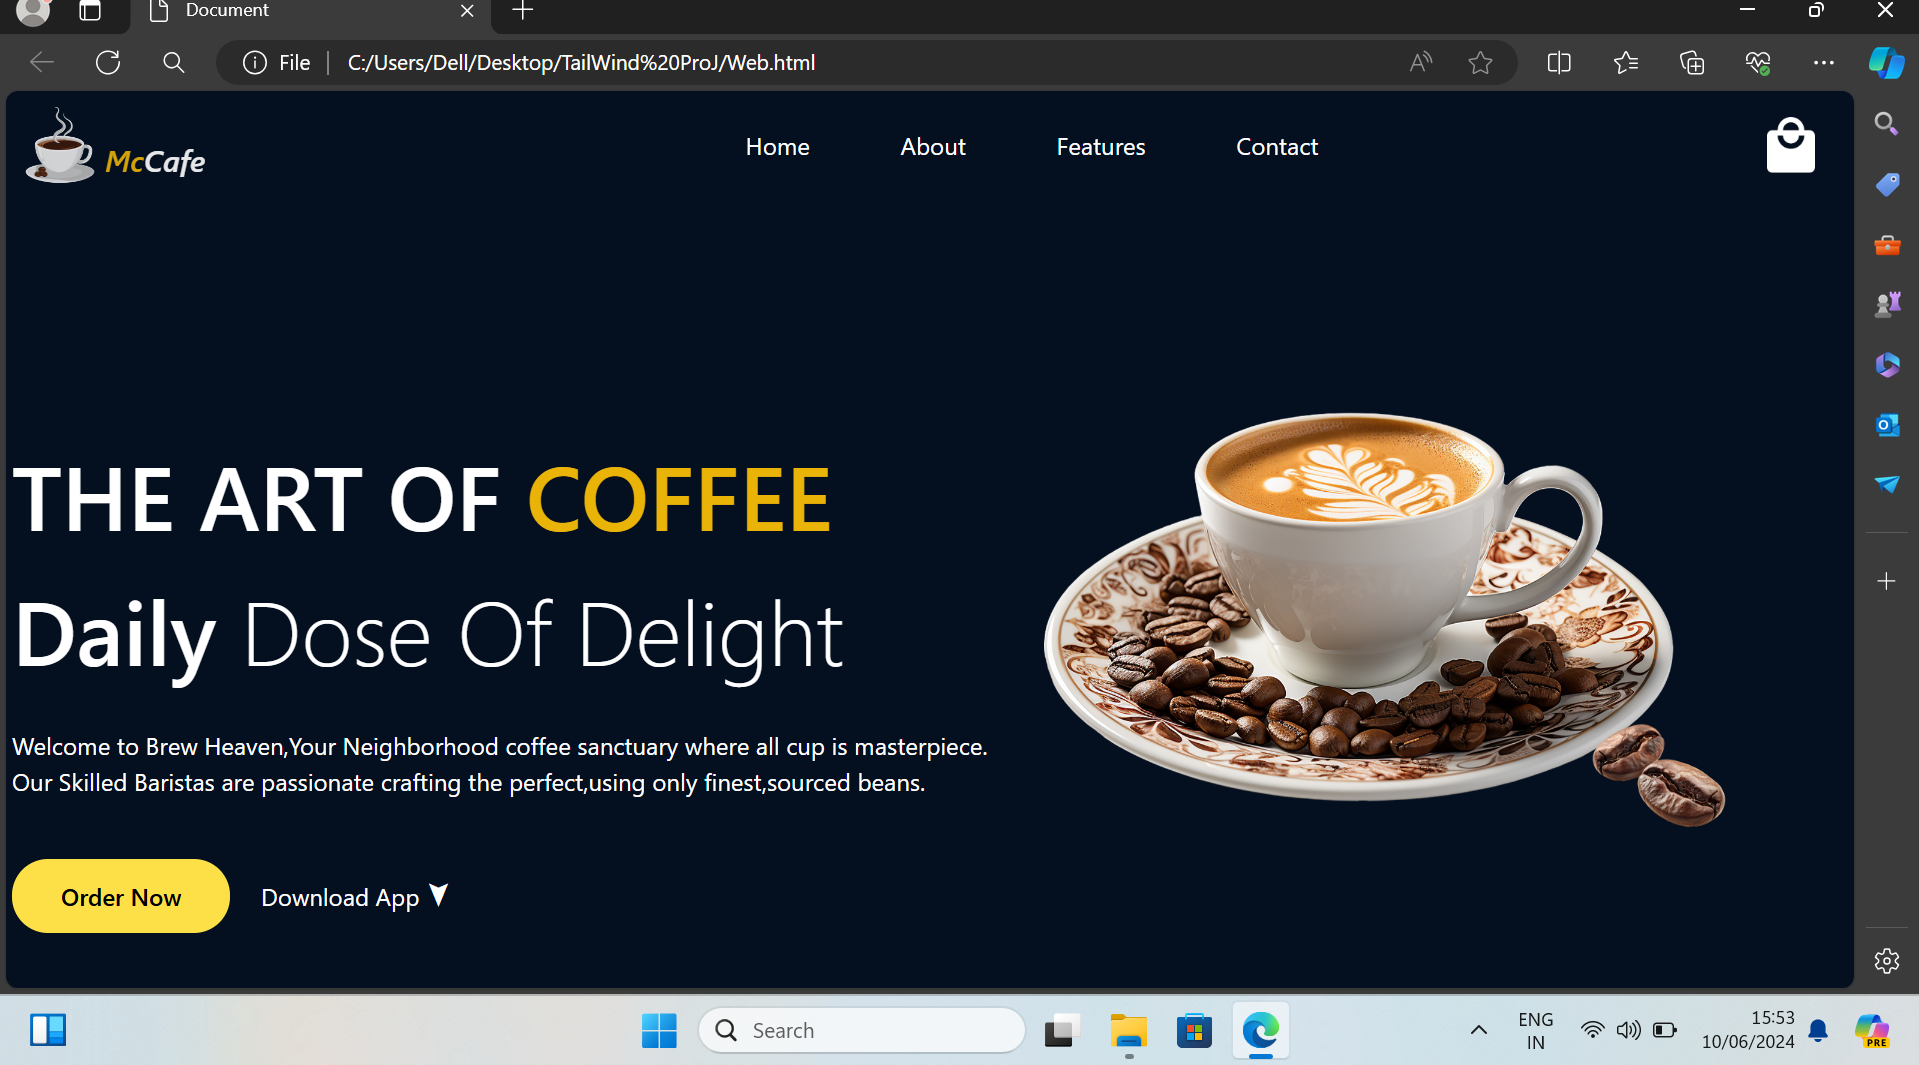 Document
File
C:/Users/Dell/Desktop/TailWind%20ProJ/Web.html
McCafe
Home
About
Features
Contact
THE ART OF COFFEE
Daily Dose Of Delight
Welcome to Brew Heaven,Your Neighborhood coffee sanctuary where all cup is masterpiece.
Our Skilled Baristas are passionate crafting the perfect,using only finest,sourced beans.
Order Now
Download App
Search
ENG
IN
15:53
10/06/2024
PRE